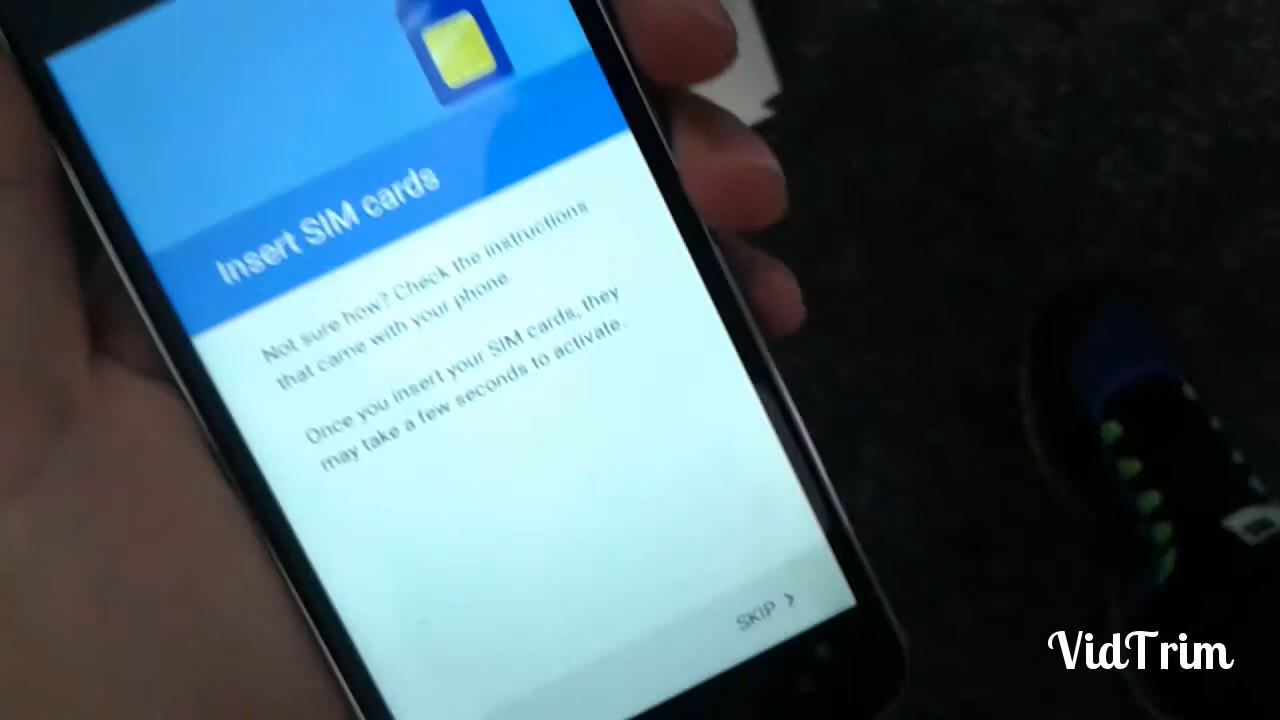 Insert SIM cards
Not sure how? Check the instructions
that came with your phone.
Once you insert your SIM cards, they
may take a few seconds to activate.
SKIP
VidTrim